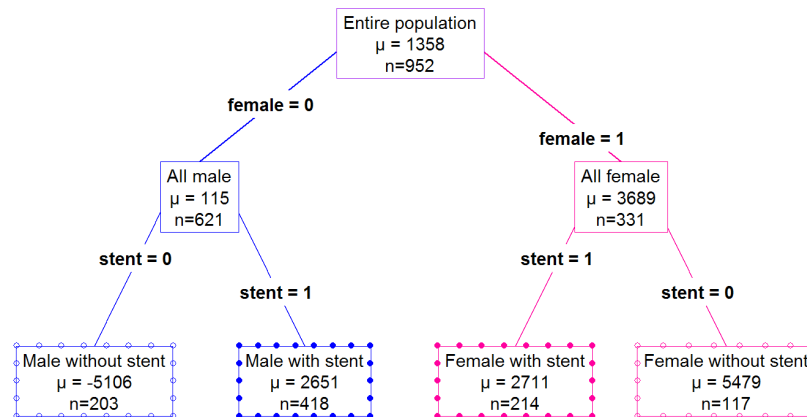 Entire population
μ = 1358
n=952
female = 0
female = 1
All male
μ = 115
n=621
All female
μ = 3689
n=331
stent = 0
stent = 1
stent = 1
stent = 0
Male without stent
μ = -5106
n=203
Male with stent
μ = 2651
n=418
Female with stent
μ = 2711
n=214
Female without stent
μ = 5479
n=117